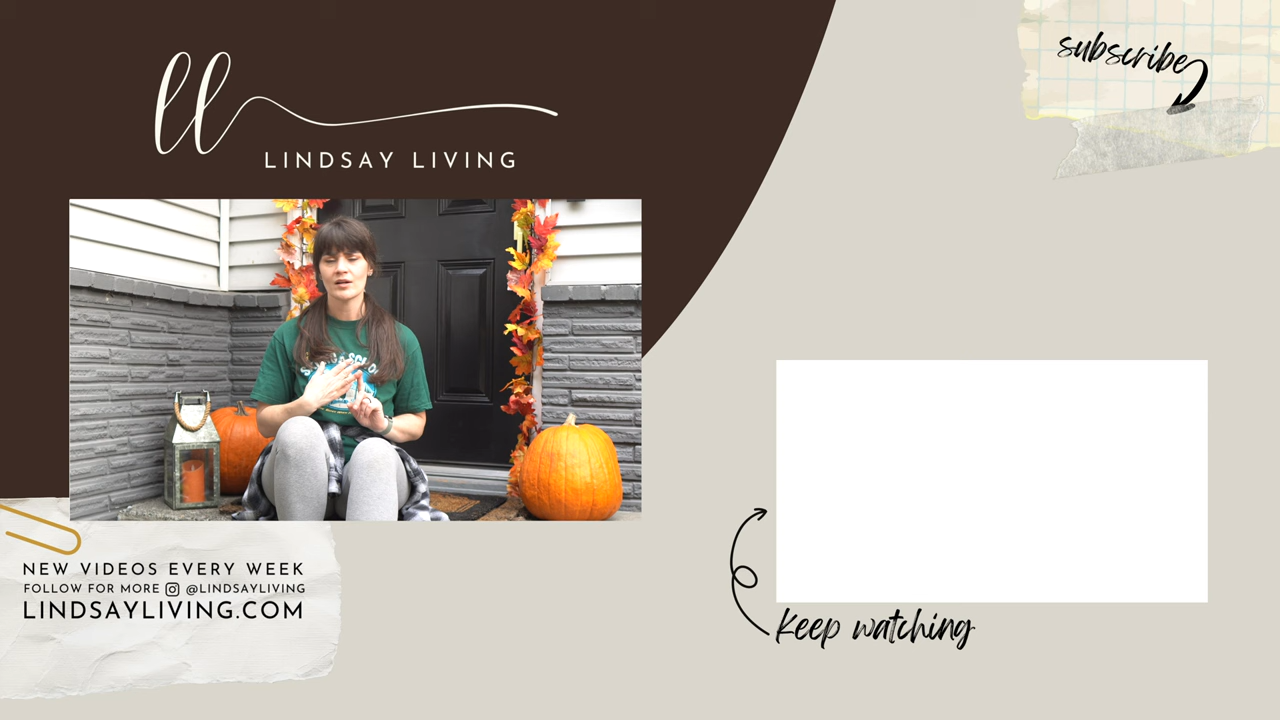 ll
LINDSAY LIVING
subscribe
NEW VIDEOS EVERY WEEK
FOLLOW FOR MORE @LINDSAYLIVING
LINDSAYLIVING.COM
keep watching